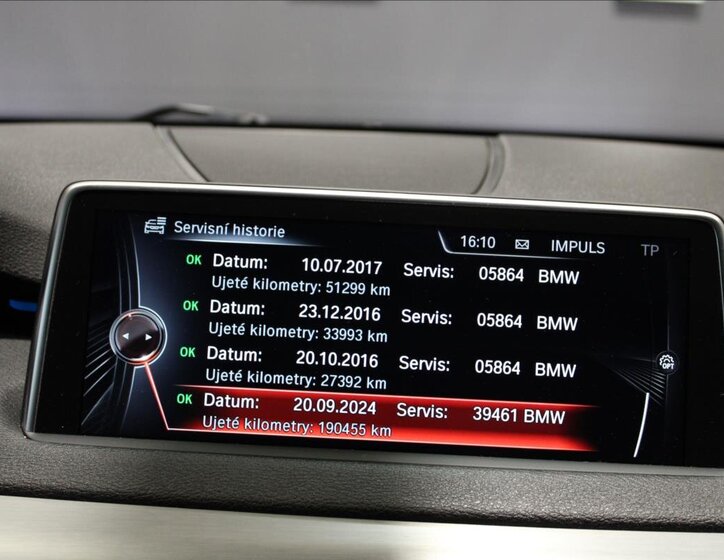 Servisní historie
16:10 IMPULS TP
OK Datum: 10.07.2017 Servis: 05864 BMW
Ujeté kilometry: 51299 km
OK Datum: 23.12.2016 Servis: 05864 BMW
Ujeté kilometry: 33993 km
OK Datum: 20.10.2016 Servis: 05864 BMW
Ujeté kilometry: 27392 km
OPT
OK Datum: 20.09.2024 Servis: 39461 BMW
Ujeté kilometry: 190455 km